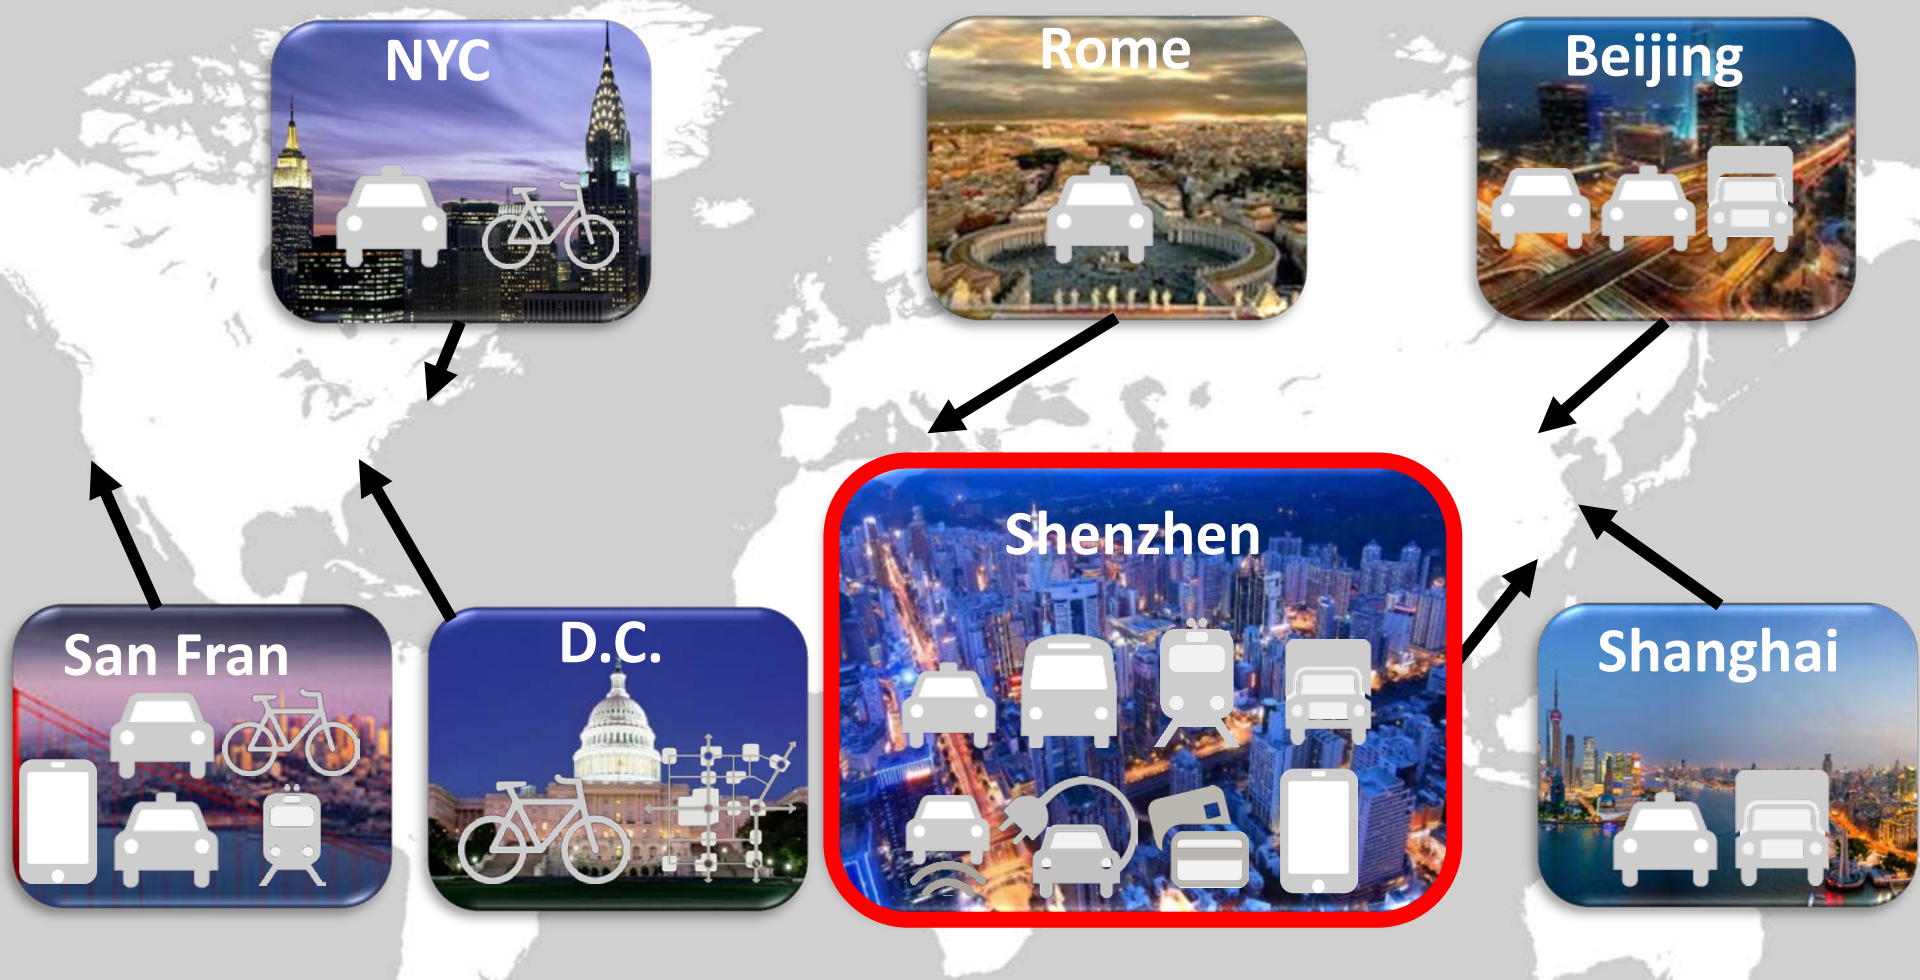 NYC
Rome
Beijing
San Fran
D.C.
Shenzhen
Shanghai